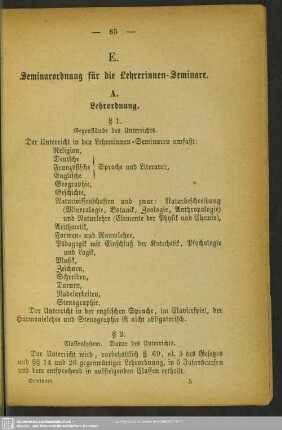 — 65 —
E.
Seminarordnung für die Lehrerinnen-Seminare.
A.
Lehrordnung.
§ 1.
Gegenstände des Unterrichts.
Der Unterricht in den Lehrerinnen-Seminaren umfaßt:
Religion,
Deutsche
Französische } Sprache und Literatur,
Englische
Geographie,
Geschichte,
Naturwissenschaften und zwar: Naturbeschreibung
(Mineralogie, Botanik, Zoologie, Anthropologie)
und Naturlehre (Elemente der Physik und Chemie),
Arithmetik,
Formen- und Raumlehre,
Pädagogik mit Einschluß der Katechetik, Psychologie
und Logik,
Musik,
Zeichnen,
Schreiben,
Turnen,
Nadelarbeiten,
Stenographie.
Der Unterricht in der englischen Sprache, im Clavierspiel, der
Harmonielehre und Stenographie ist nicht obligatorisch.
§ 2.
Classensystem. Dauer des Unterrichts.
Der Unterricht wird, vorbehältlich § 69, al. 3 des Gesetzes
und §§ 14 und 26 gegenwärtiger Lehrordnung, in 5 Jahrescursen
und dem entsprechend in aufsteigenden Classen ertheilt.
Seminare. 5